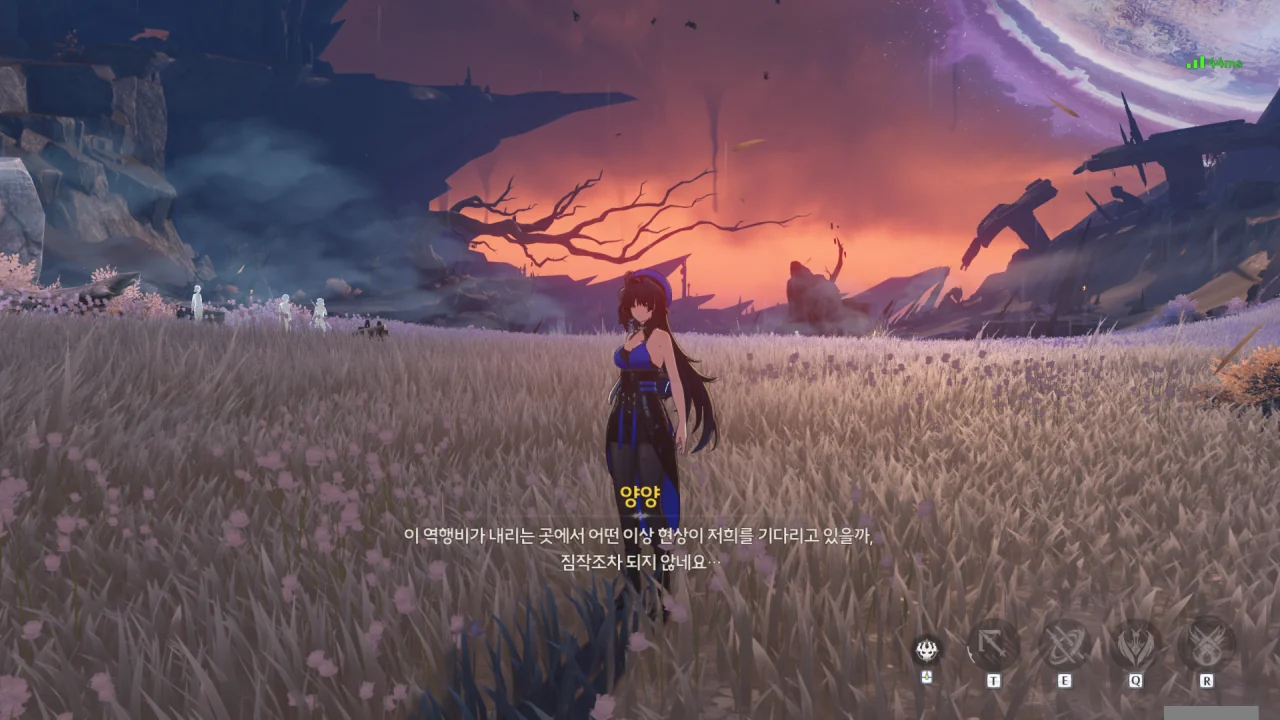 44ms
양양
이 역행비가 내리는 곳에서 어떤 이상 현상이 저희를 기다리고 있을까,
짐작조차 되지 않네요…
T
E
Q
R